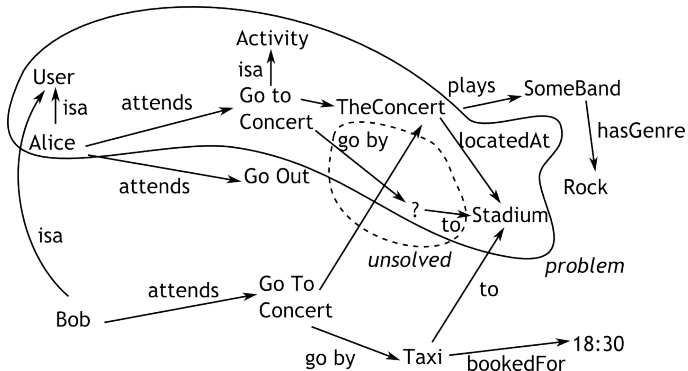 Activity
User
isa
isa
attends
Go to
Concert
TheConcert
plays
SomeBand
hasGenre
Rock
Alice
go by
locatedAt
attends
Go Out
?
to
Stadium
isa
unsolved
problem
attends
Go To
Concert
to
Bob
go by
Taxi
bookedFor
18:30